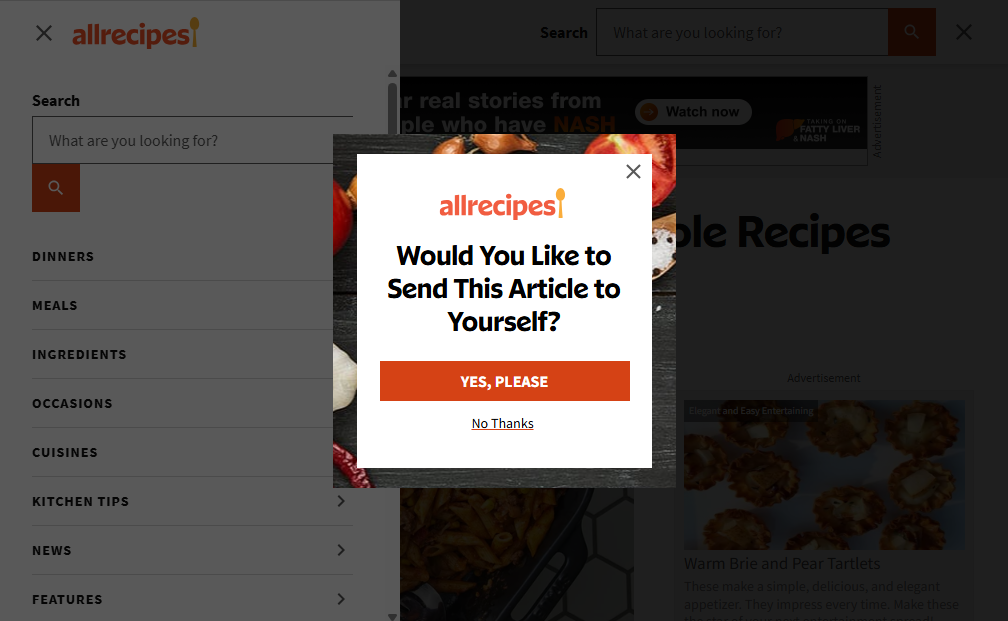 allrecipes
Search
What are you looking for?
DINNERS
MEALS
INGREDIENTS
OCCASIONS
CUISINES
KITCHEN TIPS
NEWS
FEATURES
Search
What are you looking for?
real stories from
who have NASH
Watch now
TAKING ON
FATTY LIVER
& NASH
Advertisement
Recipes
allrecipes
Would You Like to
Send This Article to
Yourself?
YES, PLEASE
No Thanks
Advertisement
Elegant and Easy Entertaining
Warm Brie and Pear Tartlets
These make a simple, delicious, and elegant
appetizer. They impress every time. Make these